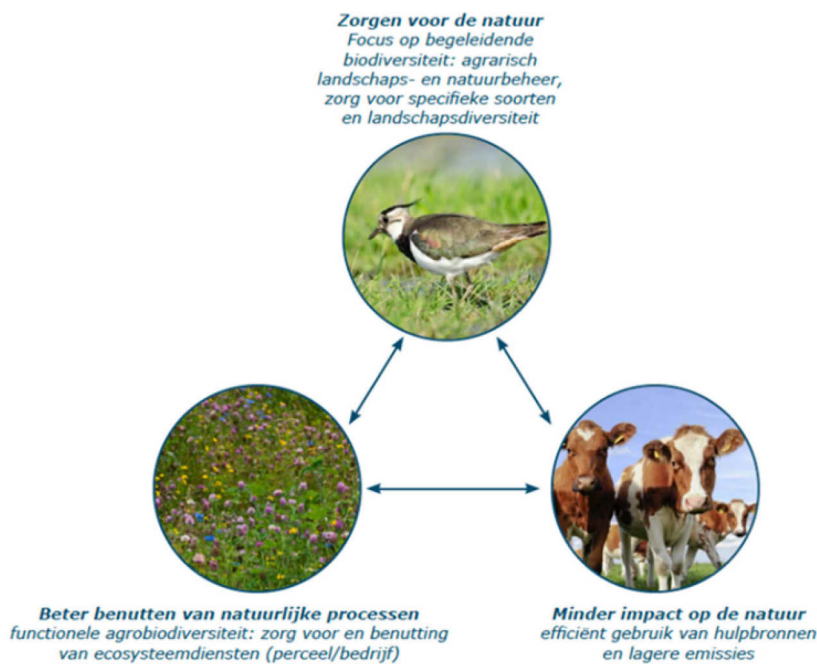 Zorgen voor de natuur
Focus op begeleidende
biodiversiteit: agrarisch
landschaps- en natuurbeheer,
zorg voor specifieke soorten
en landschapsdiversiteit
Beter benutten van natuurlijke processen
functionele agrobiodiversiteit: zorg voor en benutting
van ecosysteemdiensten (perceel/bedrijf)
Minder impact op de natuur
efficiënt gebruik van hulpbronnen
en lagere emissies